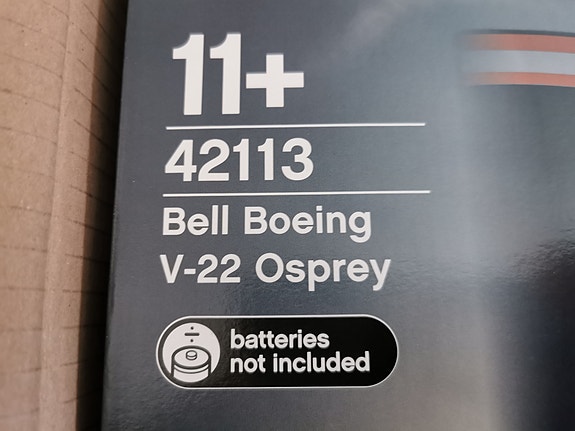 11+
42113
Bell Boeing
V-22 Osprey
batteries
not included